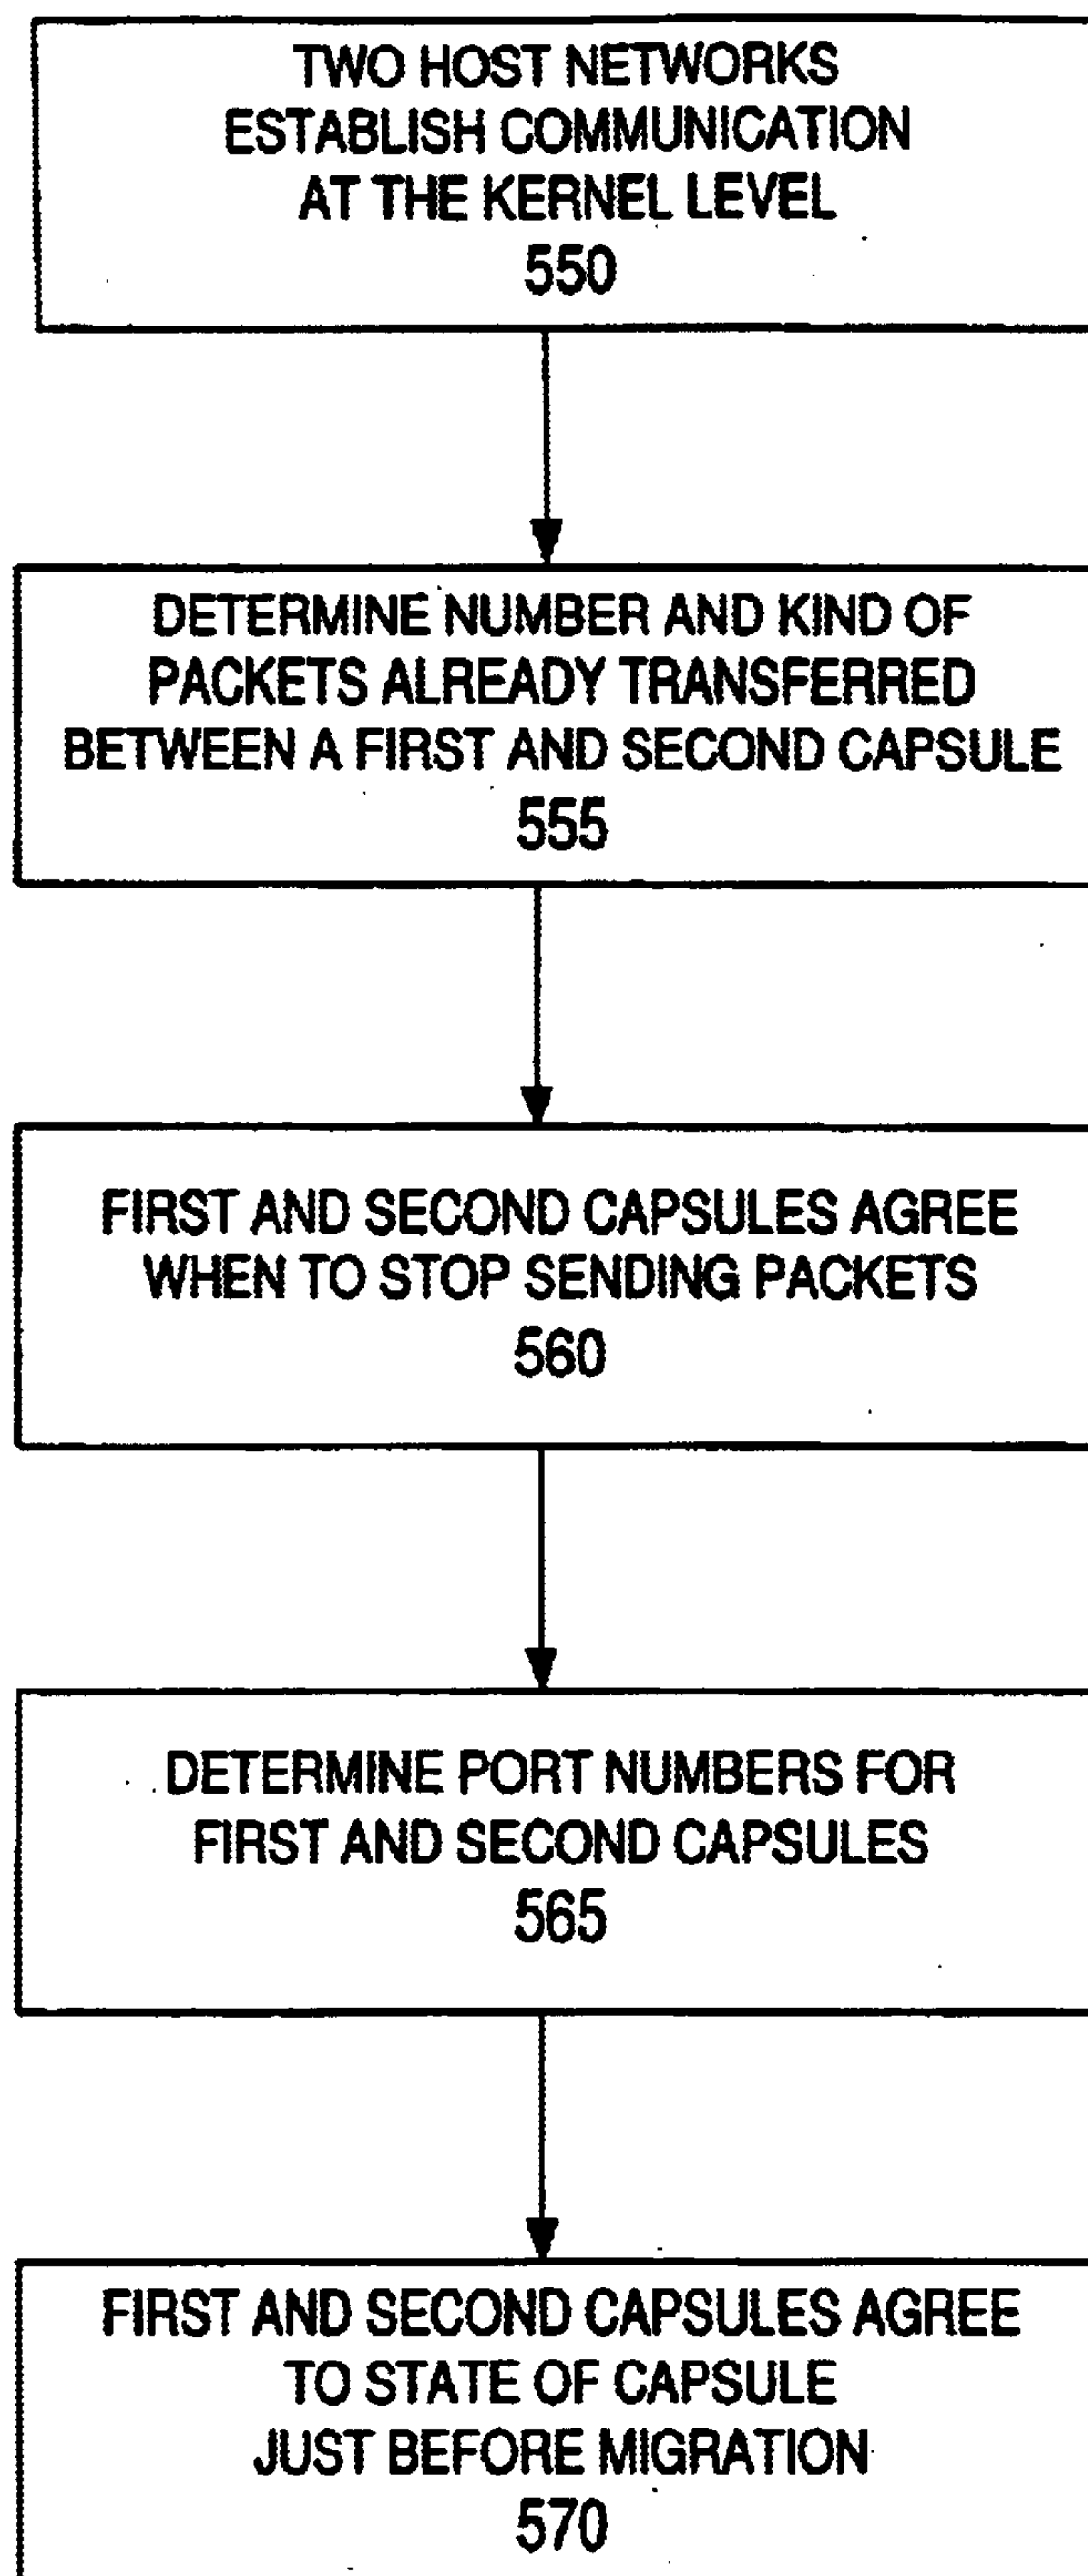 TWO HOST NETWORKS
ESTABLISH COMMUNICATION
AT THE KERNEL LEVEL
550
DETERMINE NUMBER AND KIND OF
PACKETS ALREADY TRANSFERRED
BETWEEN A FIRST AND SECOND CAPSULE
555
FIRST AND SECOND CAPSULES AGREE
WHEN TO STOP SENDING PACKETS
560
DETERMINE PORT NUMBERS FOR
FIRST AND SECOND CAPSULES
565
FIRST AND SECOND CAPSULES AGREE
TO STATE OF CAPSULE
JUST BEFORE MIGRATION
570